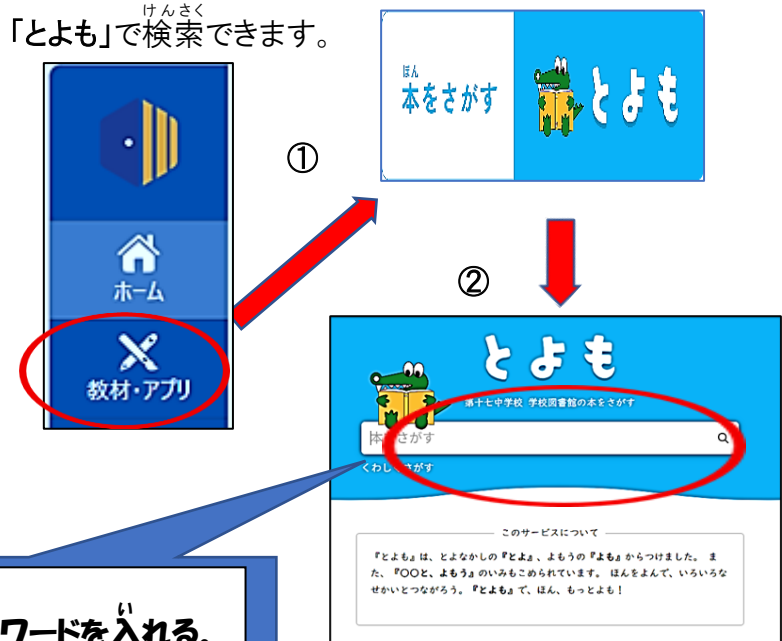 けんさく
「とよも」で検索できます。
①
ほん
本をさがす
とよも
ホーム
教材・アプリ
②
とよも
第十七中学校 学校図書館の本をさがす
本をさがす
くわしくさがす
このサービスについて
『とよも』は、とよなかしの『とよ』、よもうの『よも』からつけました。 ま
た、『〇〇と、よもう』のいみもこめられています。 ほんをよんで、いろいろな
せかいとつながろう。『とよも』で、ほん、もっとよも！
い
ワードを入れる。